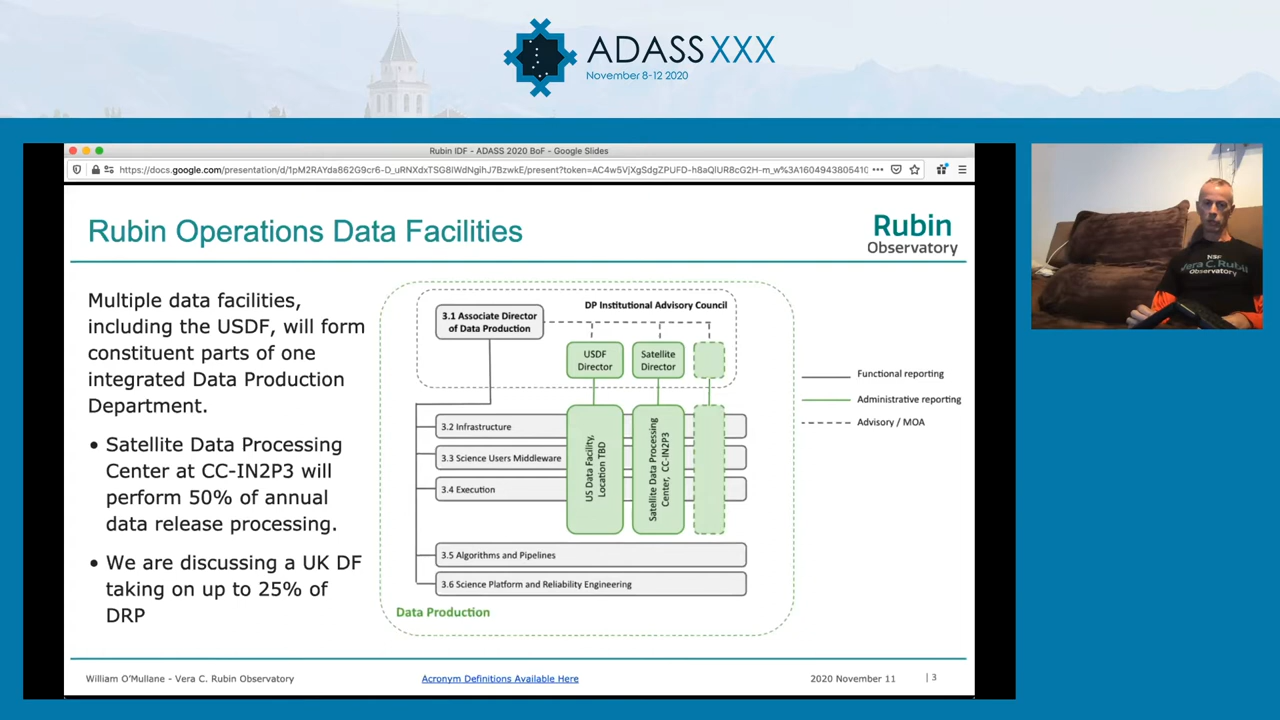 ADASS XXX
November 8-12 2020
Rubin IDF - ADASS 2020 BoF - Google Slides
Rubin Operations Data Facilities
Rubin
Observatory
Multiple data facilities,
including the USDF, will form
constituent parts of one
integrated Data Production
Department.
• Satellite Data Processing
Center at CC-IN2P3 will
perform 50% of annual
data release processing.
• We are discussing a UK DF
taking on up to 25% of
DRP
DP Institutional Advisory Council
3.1 Associate Director
of Data Production
USDF
Director
Satellite
Director
3.2 Infrastructure
3.3 Science Users Middleware
3.4 Execution
US Data Facility,
Location TBD
Satellite Data Processing
Center, CC-IN2P3
3.5 Algorithms and Pipelines
3.6 Science Platform and Reliability Engineering
Data Production
Functional reporting
Administrative reporting
Advisory / MOA
William O'Mullane - Vera C. Rubin Observatory
Acronym Definitions Available Here
2020 November 11
| 3
NSF
Vera C. Rubin
Observatory